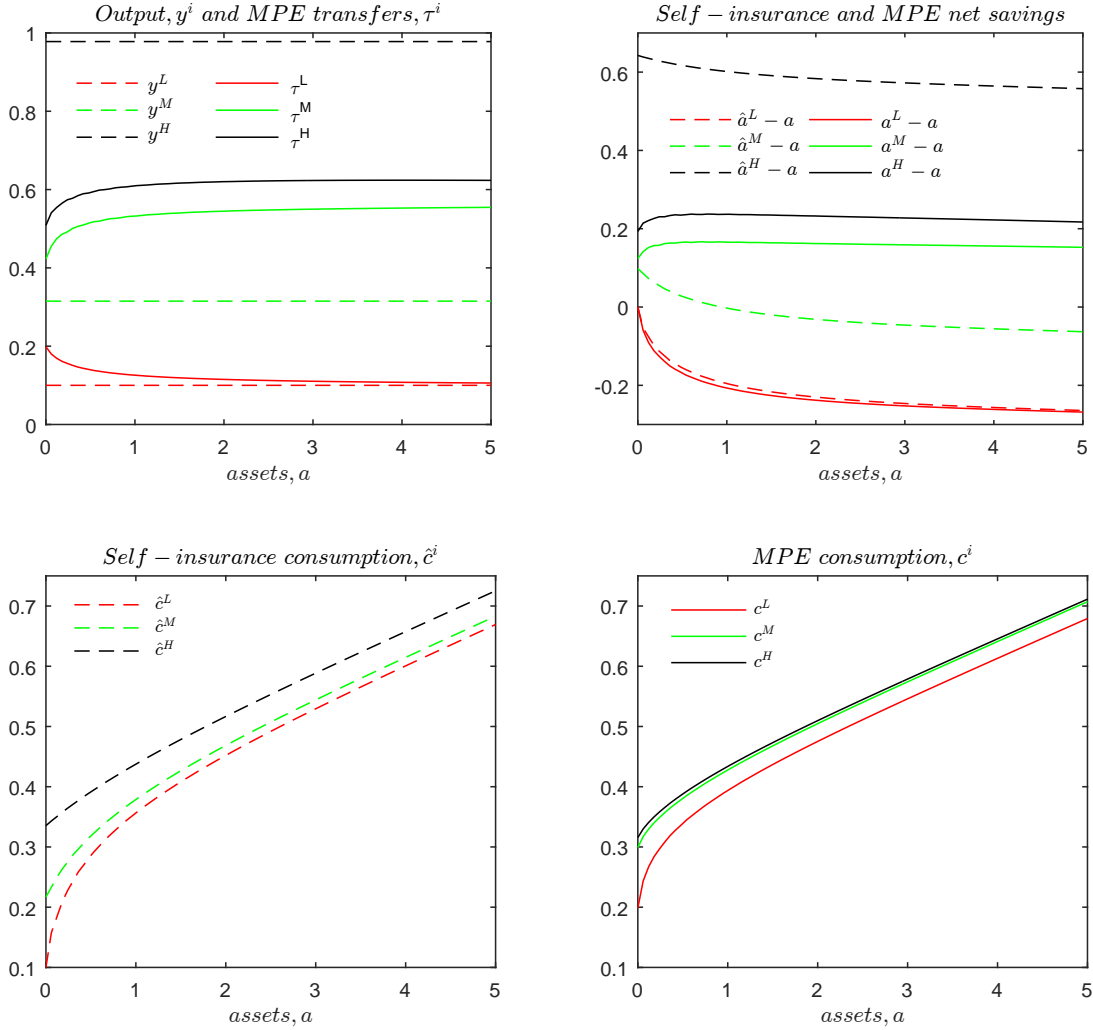 Output, y^i and MPE transfers, τ^i
1
0.8
0.6
0.4
0.2
0
y^L
y^M
y^H
τ^L
τ^M
τ^H
0 1 2 3 4 5
assets, a
Self − insurance and MPE net savings
0.6
0.4
0.2
0
-0.2
â^L − a
â^M − a
â^H − a
a^L − a
a^M − a
a^H − a
0 1 2 3 4 5
assets, a
Self − insurance consumption, ĉ^i
0.7
0.6
0.5
0.4
0.3
0.2
0.1
ĉ^L
ĉ^M
ĉ^H
0 1 2 3 4 5
assets, a
MPE consumption, c^i
0.7
0.6
0.5
0.4
0.3
0.2
0.1
c^L
c^M
c^H
0 1 2 3 4 5
assets, a